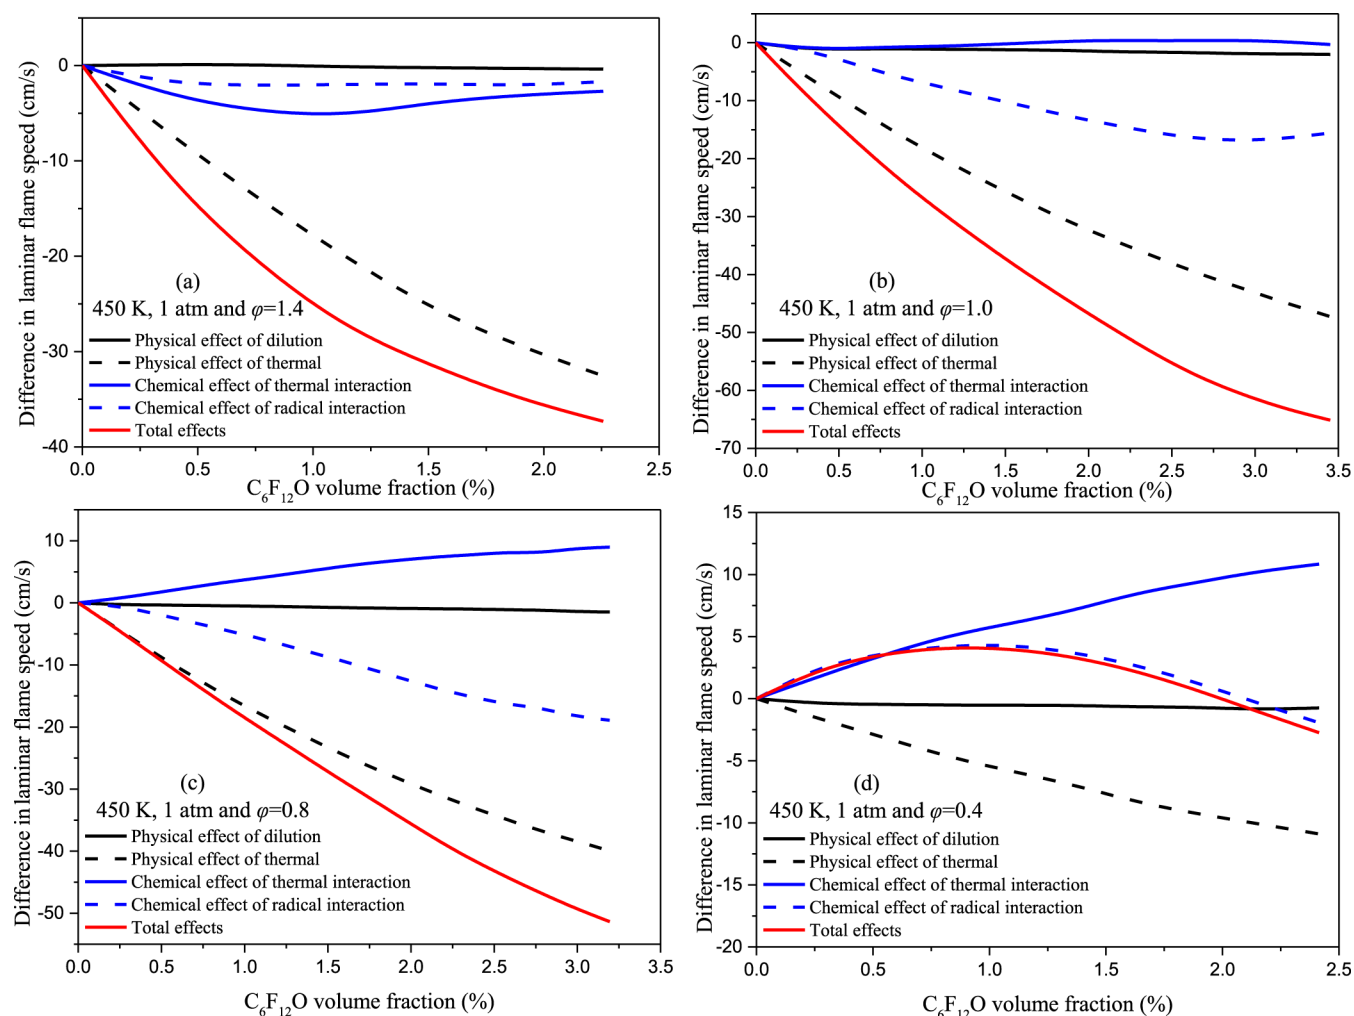 Difference in laminar flame speed (cm/s)
0
-10
-20
-30
-40
(a)
450 K, 1 atm and φ=1.4
Physical effect of dilution
Physical effect of thermal
Chemical effect of thermal interaction
Chemical effect of radical interaction
Total effects
0.0 0.5 1.0 1.5 2.0 2.5
C₆F₁₂O volume fraction (%)
Difference in laminar flame speed (cm/s)
0
-10
-20
-30
-40
-50
-60
-70
(b)
450 K, 1 atm and φ=1.0
Physical effect of dilution
Physical effect of thermal
Chemical effect of thermal interaction
Chemical effect of radical interaction
Total effects
0.0 0.5 1.0 1.5 2.0 2.5 3.0 3.5
C₆F₁₂O volume fraction (%)
Difference in laminar flame speed (cm/s)
10
0
-10
-20
-30
-40
-50
(c)
450 K, 1 atm and φ=0.8
Physical effect of dilution
Physical effect of thermal
Chemical effect of thermal interaction
Chemical effect of radical interaction
Total effects
0.0 0.5 1.0 1.5 2.0 2.5 3.0 3.5
C₆F₁₂O volume fraction (%)
Difference in laminar flame speed (cm/s)
15
10
5
0
-5
-10
-15
-20
(d)
450 K, 1 atm and φ=0.4
Physical effect of dilution
Physical effect of thermal
Chemical effect of thermal interaction
Chemical effect of radical interaction
Total effects
0.0 0.5 1.0 1.5 2.0 2.5
C₆F₁₂O volume fraction (%)